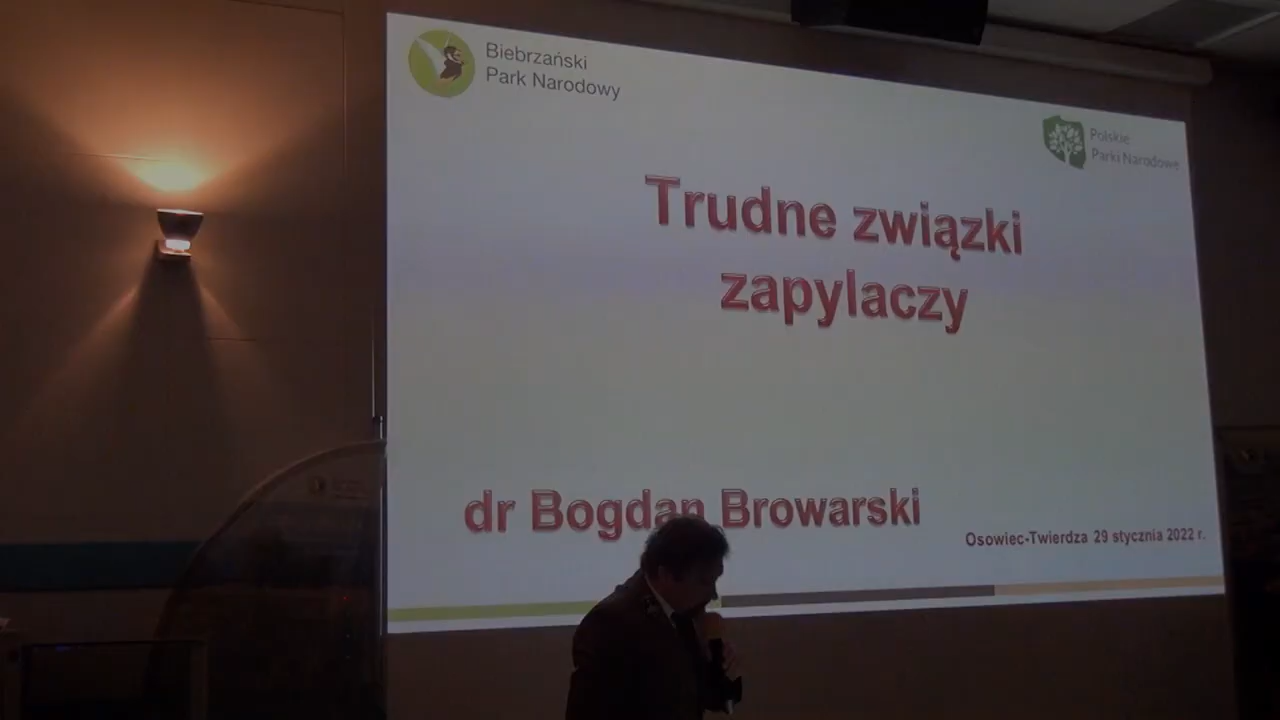 Biebrzański
Park Narodowy
Polskie
Parki Narodowe
Trudne związki
zapylaczy
dr Bogdan Browarski
Osowiec-Twierdza 29 stycznia 2022 r.